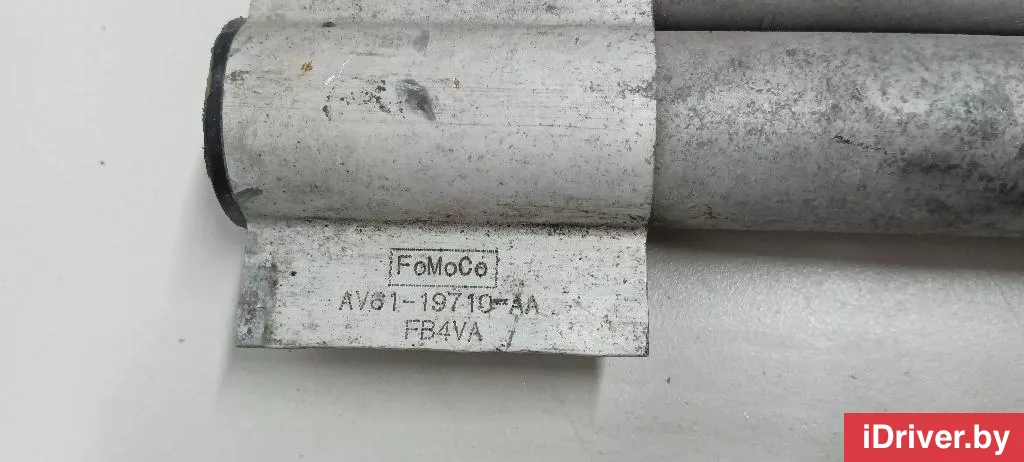 FoMoCo
AV61-19710-AA
FB4VA
iDriver.by